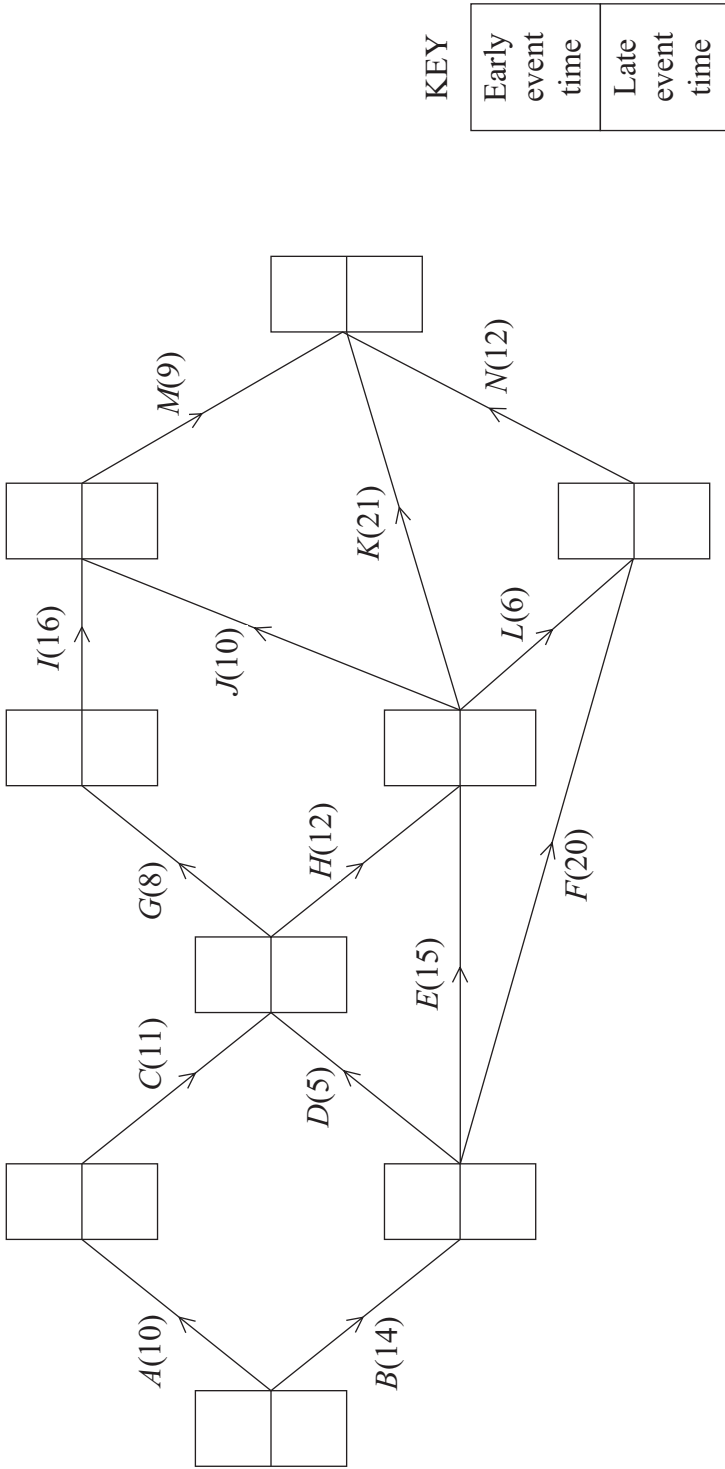 A(10)
B(14)
C(11)
D(5)
E(15)
F(20)
G(8)
H(12)
I(16)
J(10)
K(21)
L(6)
M(9)
N(12)
KEY
Early
event
time
Late
event
time